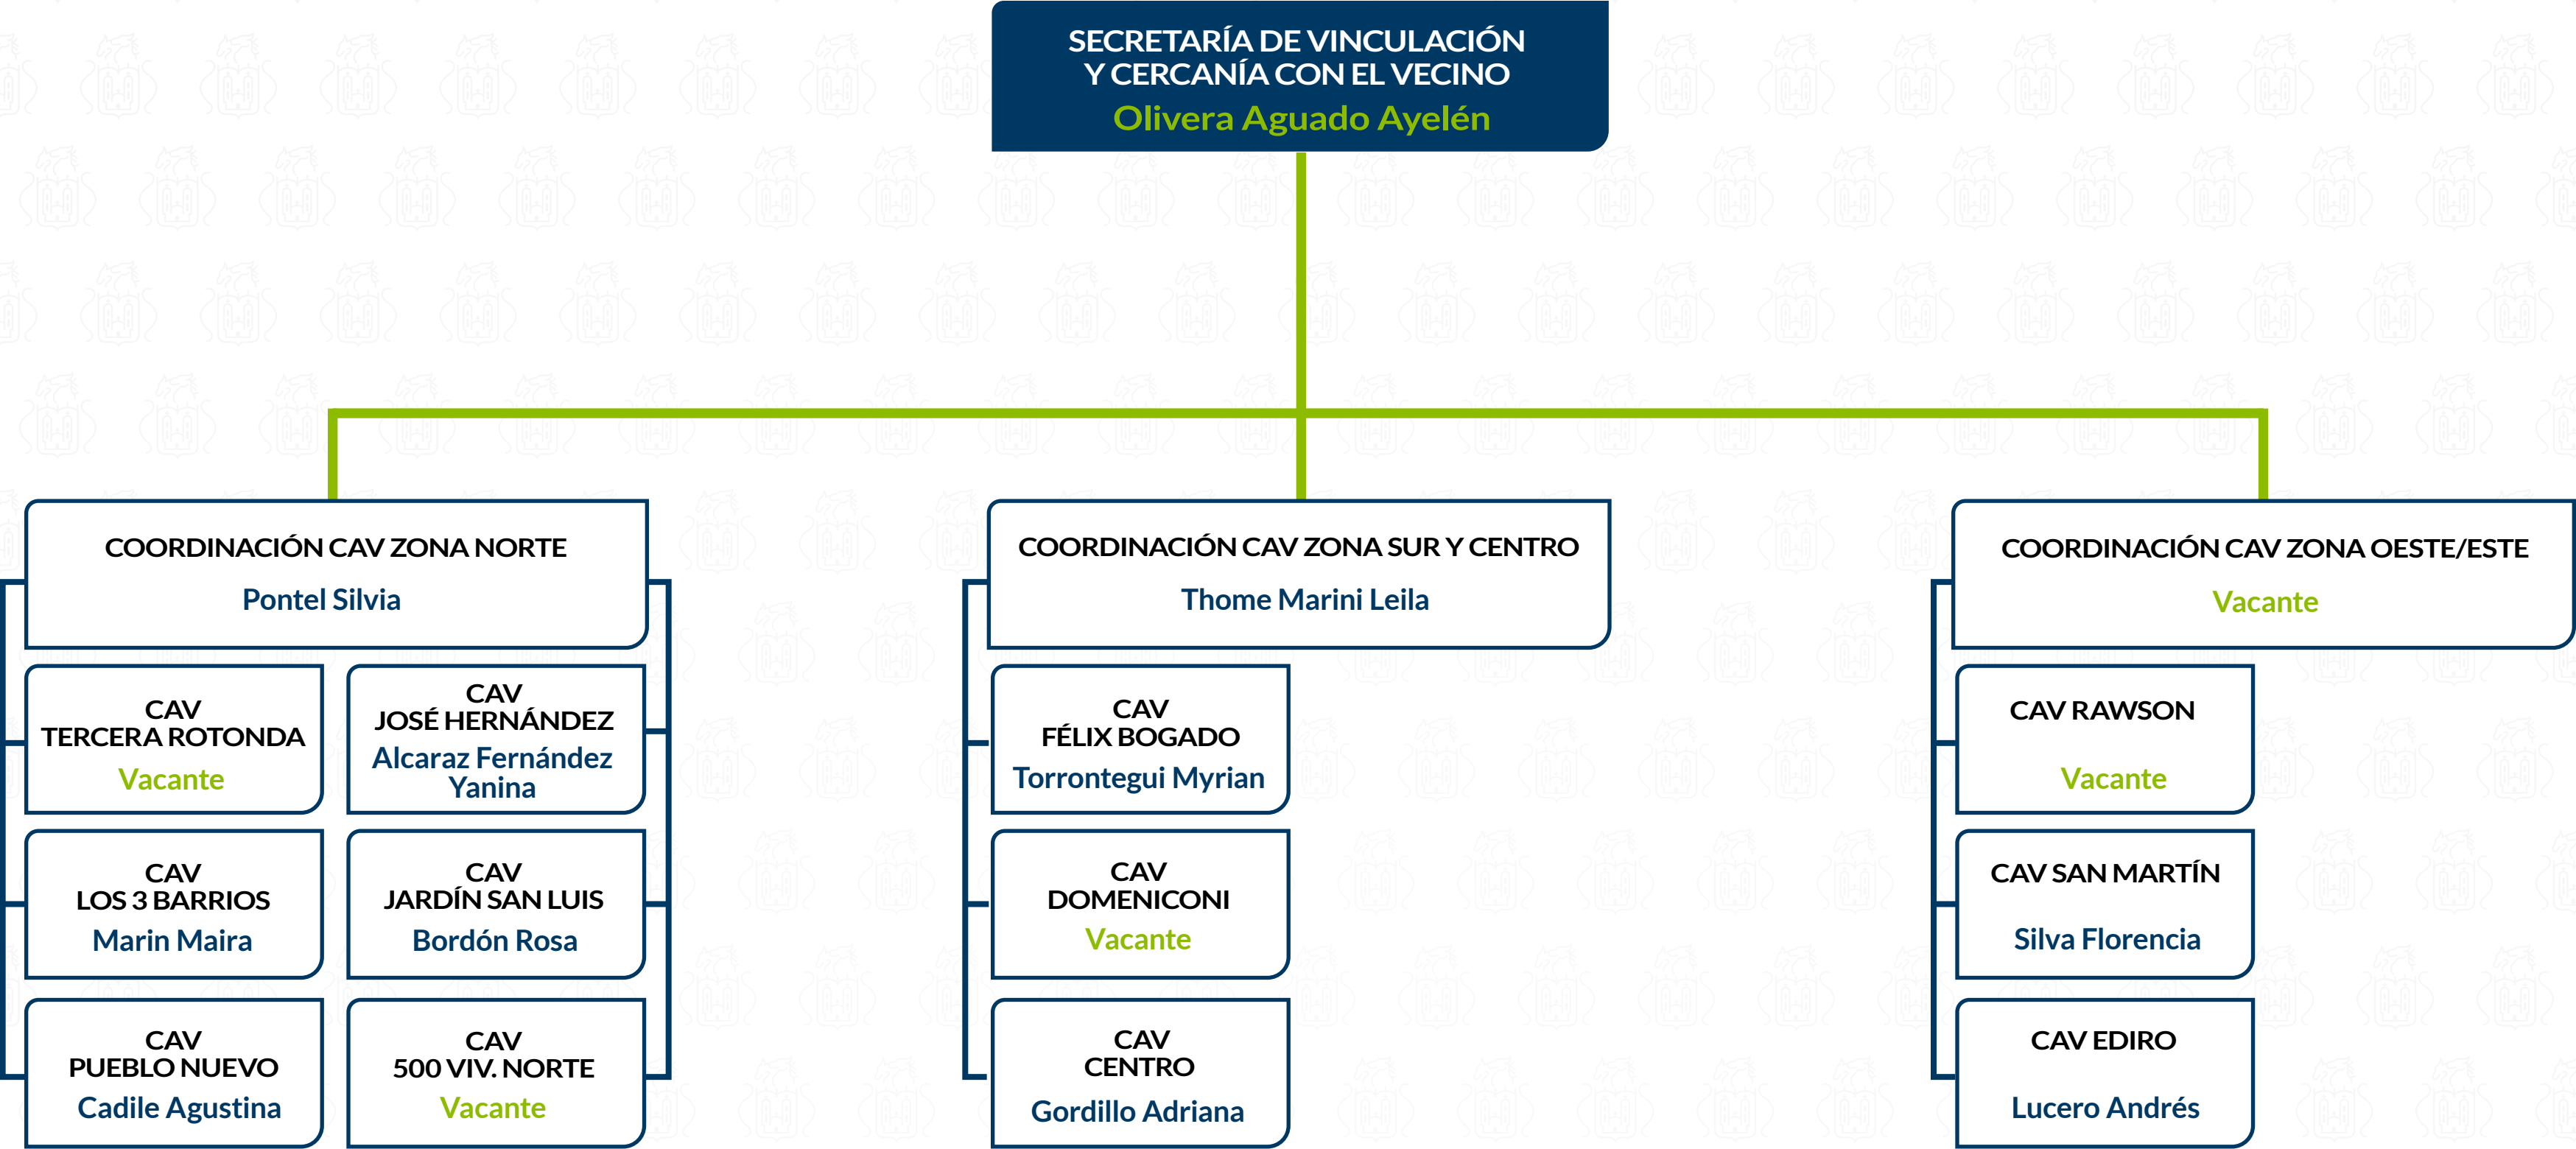 SECRETARÍA DE VINCULACIÓN
Y CERCANÍA CON EL VECINO
Olivera Aguado Ayelén
COORDINACIÓN CAV ZONA NORTE
Pontel Silvia
CAV
TERCERA ROTONDA
Vacante
CAV
JOSÉ HERNÁNDEZ
Alcaraz Fernández
Yanina
CAV
LOS 3 BARRIOS
Marin Maira
CAV
JARDÍN SAN LUIS
Bordón Rosa
CAV
PUEBLO NUEVO
Cadile Agustina
CAV
500 VIV. NORTE
Vacante
COORDINACIÓN CAV ZONA SUR Y CENTRO
Thome Marini Leila
CAV
FÉLIX BOGADO
Torrontegui Myrian
CAV
DOMENICONI
Vacante
CAV
CENTRO
Gordillo Adriana
COORDINACIÓN CAV ZONA OESTE/ESTE
Vacante
CAV RAWSON
Vacante
CAV SAN MARTÍN
Silva Florencia
CAV EDIRO
Lucero Andrés